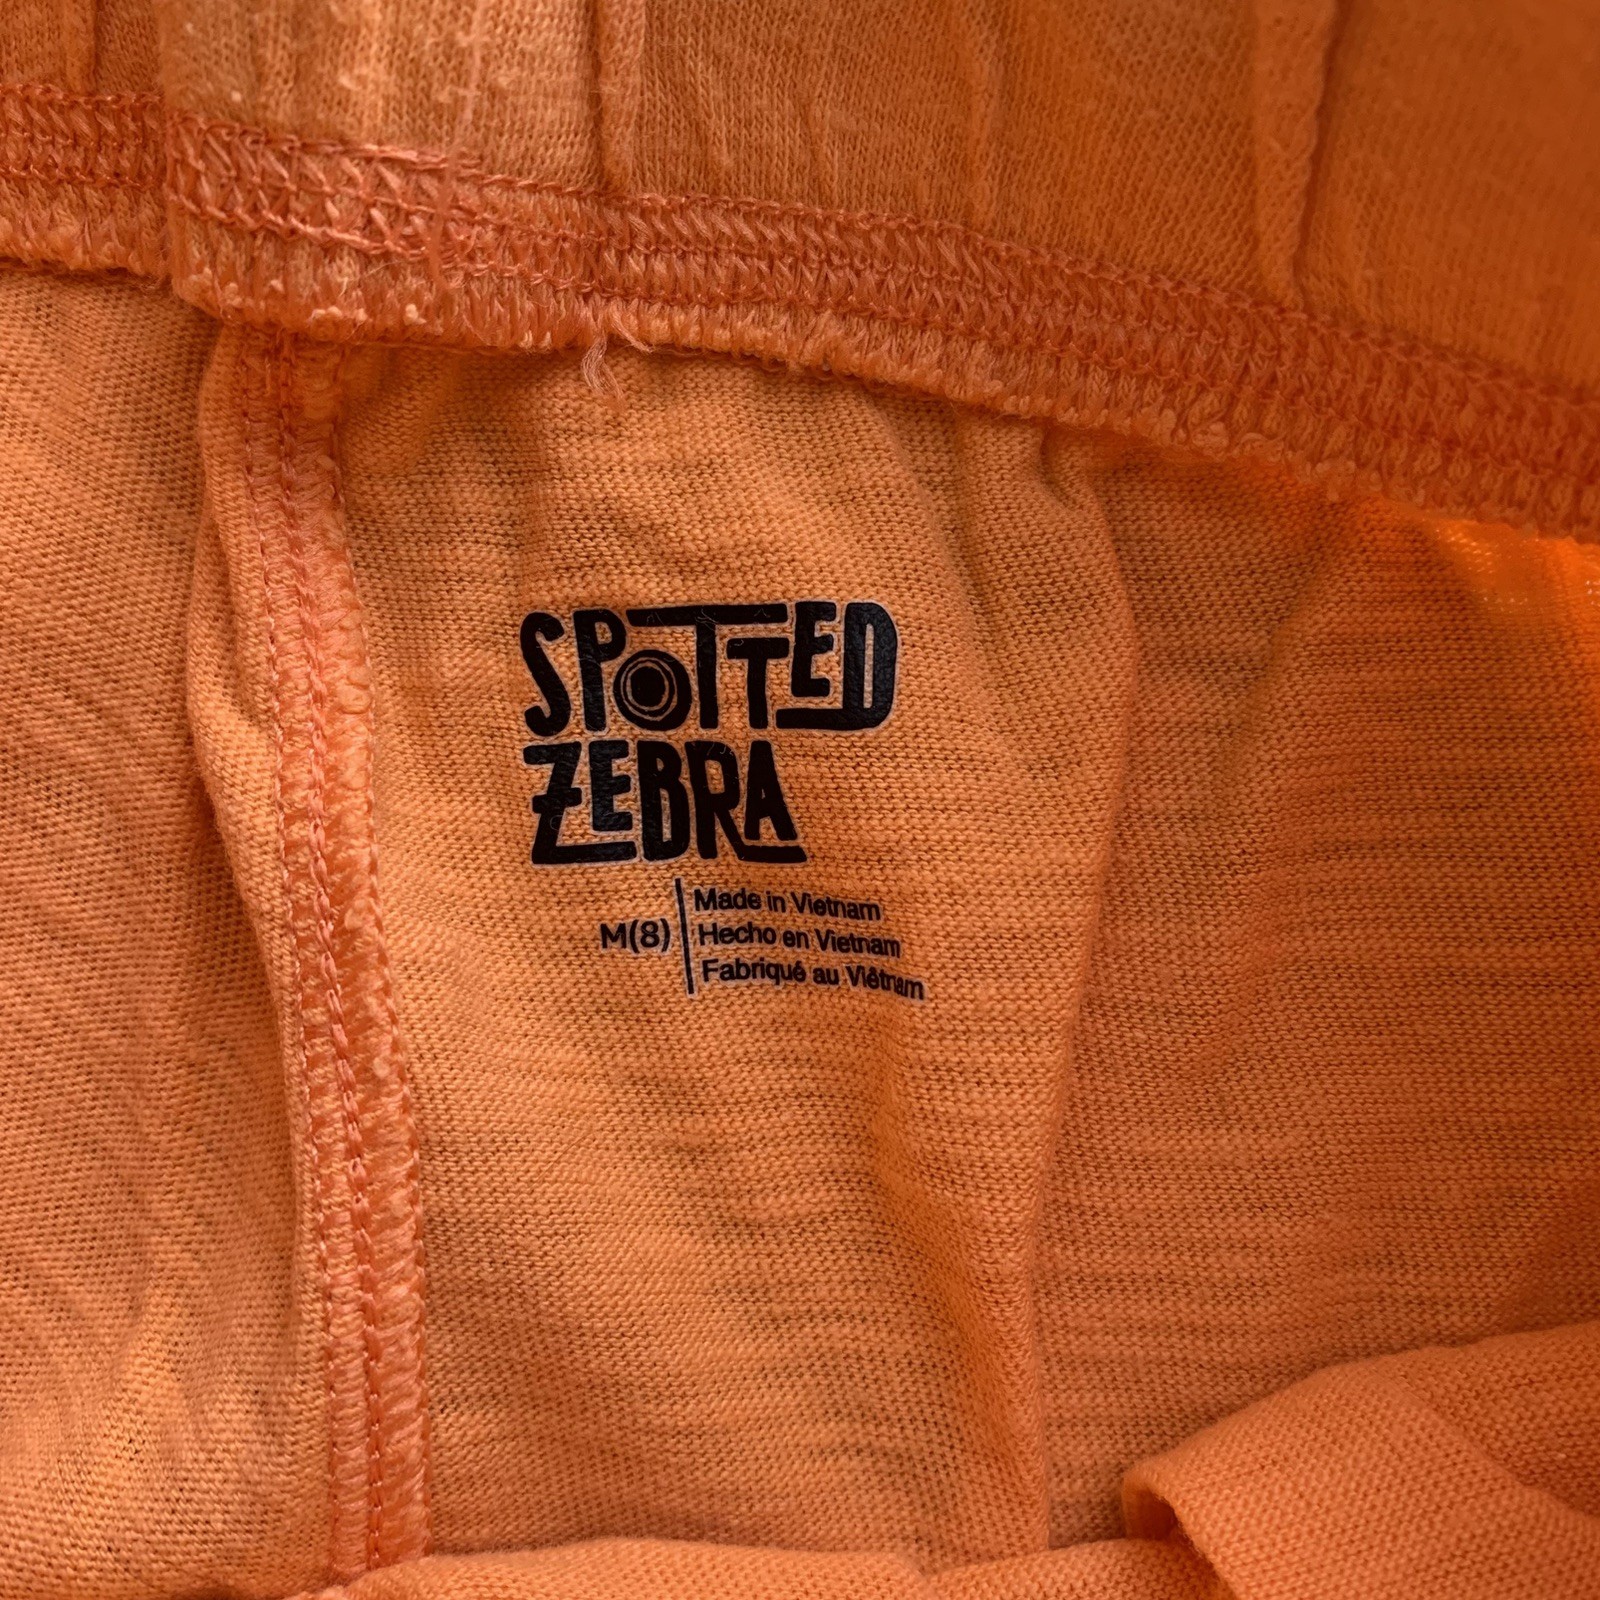 SPOTTED
ZEBRA
M(8)
Made in Vietnam
Hecho en Vietnam
Fabriqué au Viêtnam